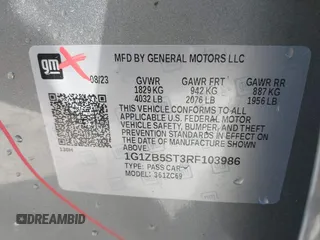 gm
MFD BY GENERAL MOTORS LLC
08/23 GVWR GAWR FRT GAWR RR
1829 KG 942 KG 887 KG
4032 LB 2076 LB 1956 LB
THIS VEHICLE CONFORMS TO ALL
APPLICABLE U.S. FEDERAL MOTOR
VEHICLE SAFETY, BUMPER, AND THEFT
PREVENTION STANDARDS IN EFFECT ON
THE DATE OF MANUFACTURE SHOWN ABOVE.
1G1ZB5ST3RF103986
TYPE: PASS CAR
MODEL: 1ZC69
IDREAMBID